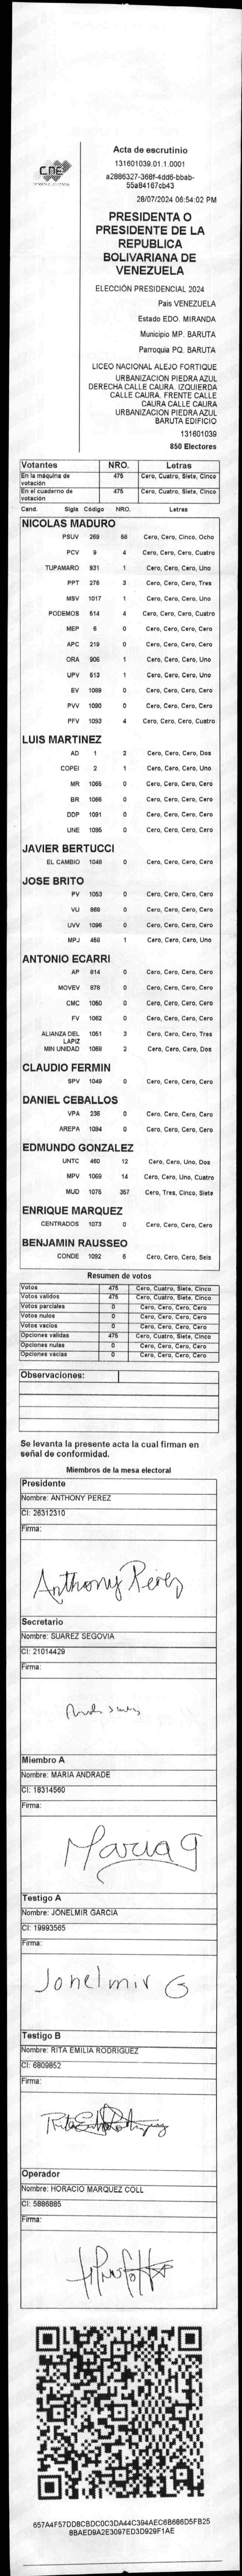 CNE
Acta de escrutinio
131601039.01.1.0001
a2886327-368f-4dd6-bbab-
55a84167cb43
28/07/2024 06:54:02 PM
PRESIDENTA O
PRESIDENTE DE LA
REPUBLICA
BOLIVARIANA DE
VENEZUELA
ELECCIÓN PRESIDENCIAL 2024
Pais VENEZUELA
Estado EDO. MIRANDA
Municipio MP. BARUTA
Parroquia PQ. BARUTA
LICEO NACIONAL ALEJO FORTIQUE
URBANIZACION PIEDRA AZUL
DERECHA CALLE CAURA. IZQUIERDA
CALLE CAURA. FRENTE CALLE
CAURA CALLE CAURA
URBANIZACION PIEDRA AZUL
BARUTA EDIFICIO
131601039
850 Electores
Votantes NRO. Letras
En la máquina de votación 475 Cero, Cuatro, Siete, Cinco
En el cuaderno de votación 475 Cero, Cuatro, Siete, Cinco
Cand. Sigla Código NRO. Letras
NICOLAS MADURO
PSUV 269 58 Cero, Cero, Cinco, Ocho
PCV 9 4 Cero, Cero, Cero, Cuatro
TUPAMARO 931 1 Cero, Cero, Cero, Uno
PPT 276 3 Cero, Cero, Cero, Tres
MSV 1017 1 Cero, Cero, Cero, Uno
PODEMOS 514 4 Cero, Cero, Cero, Cuatro
MEP 6 0 Cero, Cero, Cero, Cero
APC 219 0 Cero, Cero, Cero, Cero
ORA 906 1 Cero, Cero, Cero, Uno
UPV 513 1 Cero, Cero, Cero, Uno
EV 1089 0 Cero, Cero, Cero, Cero
PVV 1090 0 Cero, Cero, Cero, Cero
PFV 1093 4 Cero, Cero, Cero, Cuatro
LUIS MARTINEZ
AD 1 2 Cero, Cero, Cero, Dos
COPEI 2 1 Cero, Cero, Cero, Uno
MR 1065 0 Cero, Cero, Cero, Cero
BR 1066 0 Cero, Cero, Cero, Cero
DDP 1091 0 Cero, Cero, Cero, Cero
UNE 1095 0 Cero, Cero, Cero, Cero
JAVIER BERTUCCI
EL CAMBIO 1048 0 Cero, Cero, Cero, Cero
JOSE BRITO
PV 1053 0 Cero, Cero, Cero, Cero
VU 868 0 Cero, Cero, Cero, Cero
UVV 1096 0 Cero, Cero, Cero, Cero
MPJ 458 1 Cero, Cero, Cero, Uno
ANTONIO ECARRI
AP 814 0 Cero, Cero, Cero, Cero
MOVEV 878 0 Cero, Cero, Cero, Cero
CMC 1050 0 Cero, Cero, Cero, Cero
FV 1062 0 Cero, Cero, Cero, Cero
ALIANZA DEL LAPIZ 1051 3 Cero, Cero, Cero, Tres
MIN UNIDAD 1068 2 Cero, Cero, Cero, Dos
CLAUDIO FERMIN
SPV 1049 0 Cero, Cero, Cero, Cero
DANIEL CEBALLOS
VPA 236 0 Cero, Cero, Cero, Cero
AREPA 1094 0 Cero, Cero, Cero, Cero
EDMUNDO GONZALEZ
UNTC 460 12 Cero, Cero, Uno, Dos
MPV 1069 14 Cero, Cero, Uno, Cuatro
MUD 1075 357 Cero, Tres, Cinco, Siete
ENRIQUE MARQUEZ
CENTRADOS 1073 0 Cero, Cero, Cero, Cero
BENJAMIN RAUSSEO
CONDE 1092 6 Cero, Cero, Cero, Seis
Resumen de votos
Votos 475 Cero, Cuatro, Siete, Cinco
Votos validos 475 Cero, Cuatro, Siete, Cinco
Votos parciales 0 Cero, Cero, Cero, Cero
Votos nulos 0 Cero, Cero, Cero, Cero
Votos vacios 0 Cero, Cero, Cero, Cero
Opciones validas 475 Cero, Cuatro, Siete, Cinco
Opciones nulas 0 Cero, Cero, Cero, Cero
Opciones vacias 0 Cero, Cero, Cero, Cero
Observaciones:
Se levanta la presente acta la cual firman en
señal de conformidad.
Miembros de la mesa electoral
Presidente
Nombre: ANTHONY PEREZ
CI: 26312310
Firma:
Anthony Perez
Secretario
Nombre: SUAREZ SEGOVIA
CI: 21014429
Firma:
Miembro A
Nombre: MARIA ANDRADE
CI: 18314560
Firma:
Maria
Testigo A
Nombre: JONELMIR GARCIA
CI: 19993565
Firma:
Jonelmir G
Testigo B
Nombre: RITA EMILIA RODRIGUEZ
CI: 6809852
Firma:
Operador
Nombre: HORACIO MARQUEZ COLL
CI: 5886885
Firma:
657A4F57DD8CBDC0C3DA44C394AEC6B686D5FB25
8BAED9A2E3097ED3D929F1AE